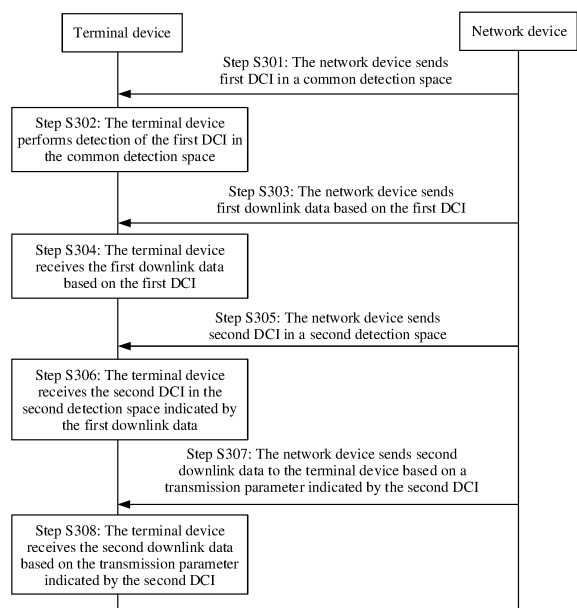 Terminal device
Network device
Step S301: The network device sends
first DCI in a common detection space
Step S302: The terminal device
performs detection of the first DCI in
the common detection space
Step S303: The network device sends
first downlink data based on the first DCI
Step S304: The terminal device
receives the first downlink data
based on the first DCI
Step S305: The network device sends
second DCI in a second detection space
Step S306: The terminal device
receives the second DCI in the
second detection space indicated by
the first downlink data
Step S307: The network device sends second
downlink data to the terminal device based on a
transmission parameter indicated by the second DCI
Step S308: The terminal device
receives the second downlink data
based on the transmission parameter
indicated by the second DCI